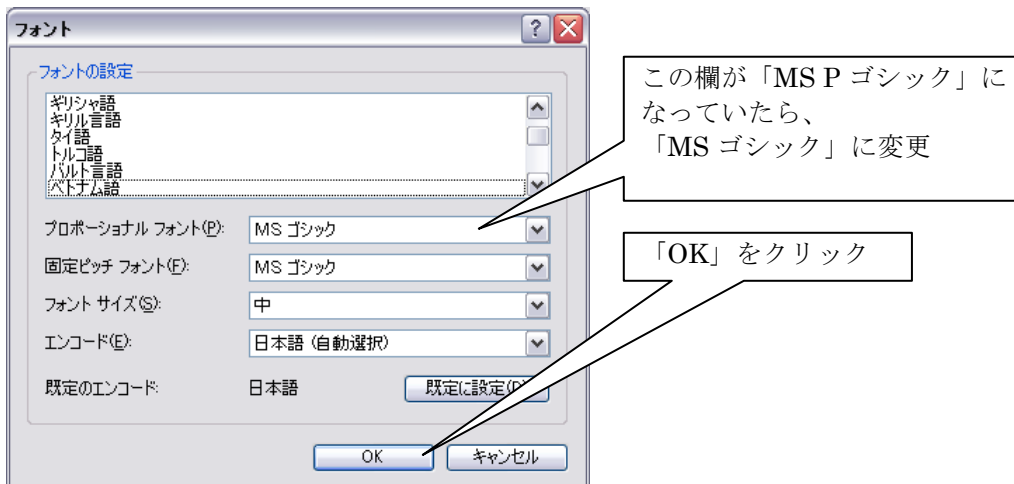 フォント
フォントの設定
ギリシャ語
キリル言語
タイ語
トルコ語
バルト言語
ベトナム語
プロポーショナル フォント(P): MS ゴシック
固定ピッチ フォント(F): MS ゴシック
フォント サイズ(S): 中
エンコード(E): 日本語 (自動選択)
既定のエンコード: 日本語 既定に設定(D)
OK キャンセル
この欄が「MS P ゴシック」に
なっていたら、
「MS ゴシック」に変更
「OK」をクリック